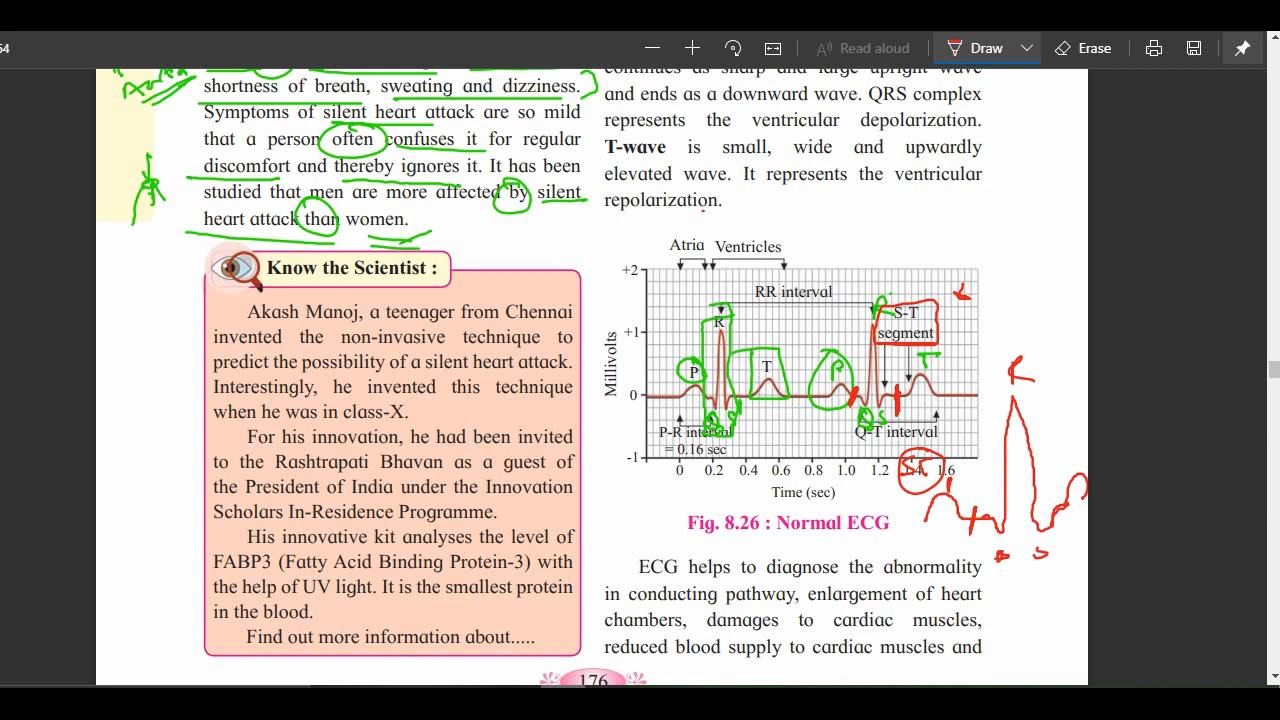 54
Read aloud
Draw
Erase
shortness of breath, sweating and dizziness.
Symptoms of silent heart attack are so mild
that a person often confuses it for regular
discomfort and thereby ignores it. It has been
studied that men are more affected by silent
heart attack than women.
Know the Scientist :
Akash Manoj, a teenager from Chennai
invented the non-invasive technique to
predict the possibility of a silent heart attack.
Interestingly, he invented this technique
when he was in class-X.
For his innovation, he had been invited
to the Rashtrapati Bhavan as a guest of
the President of India under the Innovation
Scholars In-Residence Programme.
His innovative kit analyses the level of
FABP3 (Fatty Acid Binding Protein-3) with
the help of UV light. It is the smallest protein
in the blood.
Find out more information about.....
continues as sharp and large upright wave
and ends as a downward wave. QRS complex
represents the ventricular depolarization.
T-wave is small, wide and upwardly
elevated wave. It represents the ventricular
repolarization.
Atria Ventricles
+2
RR interval
R
S-T
segment
+1
Millivolts
P
T
P
T
0
Q S
Q S
P-R interval
= 0.16 sec
Q-T interval
-1
0 0.2 0.4 0.6 0.8 1.0 1.2 1.4 1.6
Time (sec)
ST
R
S
Fig. 8.26 : Normal ECG
ECG helps to diagnose the abnormality
in conducting pathway, enlargement of heart
chambers, damages to cardiac muscles,
reduced blood supply to cardiac muscles and
176